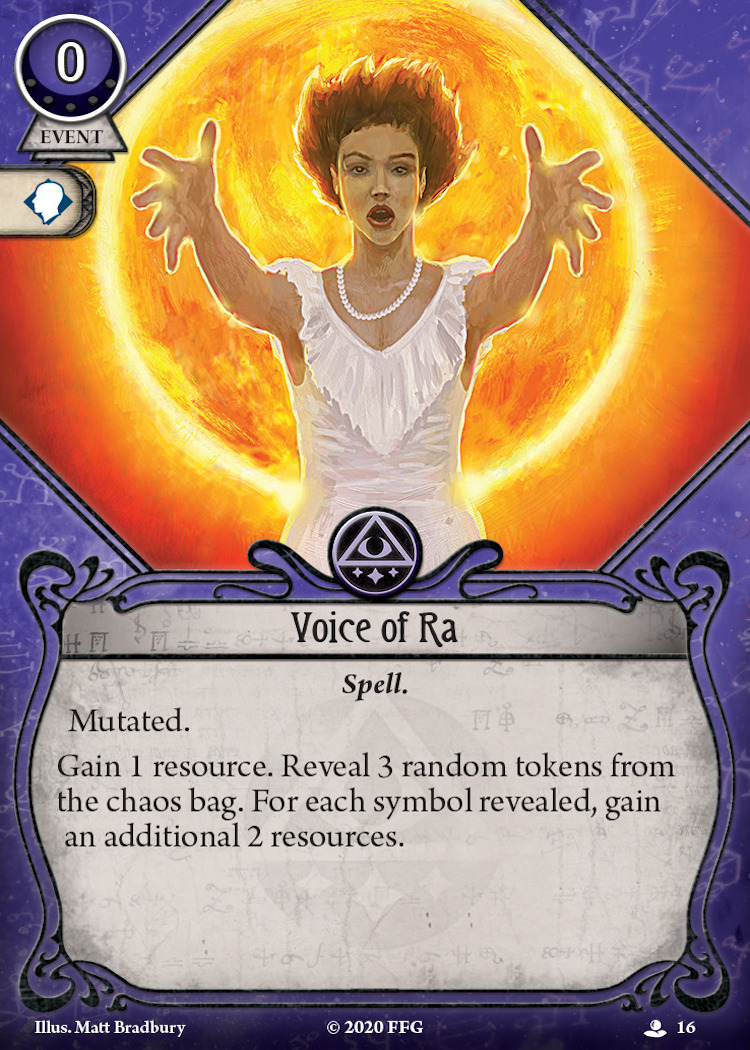 0
EVENT
Voice of Ra
Spell.
Mutated.
Gain 1 resource. Reveal 3 random tokens from
the chaos bag. For each symbol revealed, gain
an additional 2 resources.
Illus. Matt Bradbury
© 2020 FFG
16